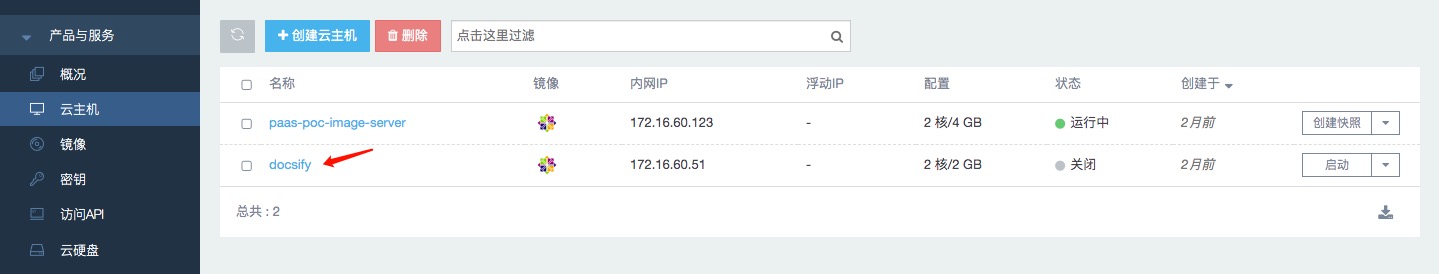 产品与服务
概况
云主机
镜像
密钥
访问API
云硬盘
创建云主机 删除 点击这里过滤
名称 镜像 内网IP 浮动IP 配置 状态 创建于
paas-poc-image-server 172.16.60.123 - 2 核/4 GB 运行中 2 月前 创建快照
docsify 172.16.60.51 - 2 核/2 GB 关闭 2 月前 启动
总共 : 2